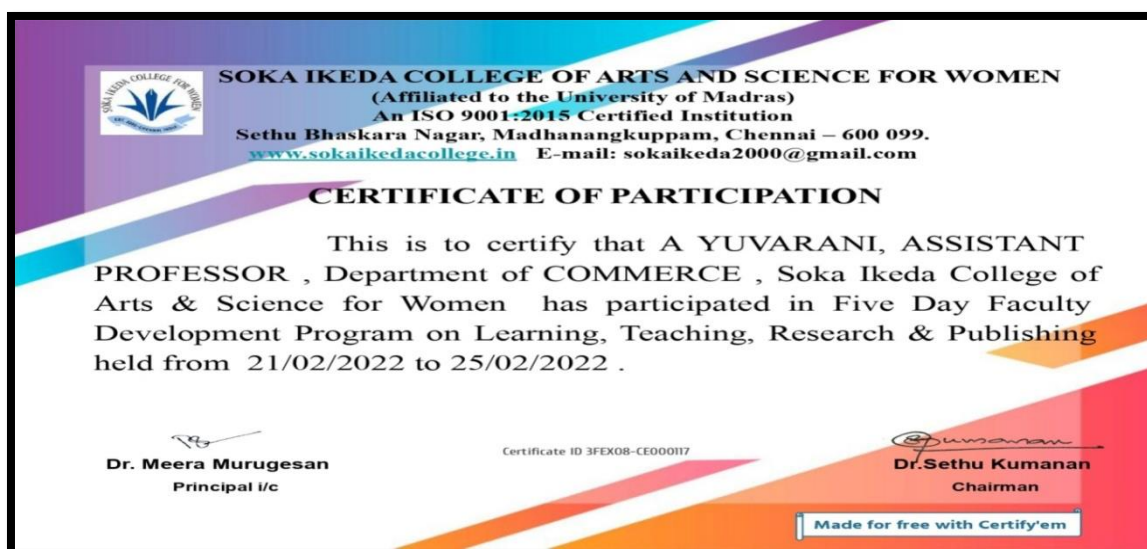 SOKA IKEDA COLLEGE OF ARTS AND SCIENCE FOR WOMEN
(Affiliated to the University of Madras)
An ISO 9001:2015 Certified Institution
Sethu Bhaskara Nagar, Madhanangkuppam, Chennai – 600 099.
www.sokaikedacollege.in E-mail: sokaikeda2000@gmail.com
CERTIFICATE OF PARTICIPATION
This is to certify that A YUVARANI, ASSISTANT
PROFESSOR , Department of COMMERCE , Soka Ikeda College of
Arts & Science for Women has participated in Five Day Faculty
Development Program on Learning, Teaching, Research & Publishing
held from 21/02/2022 to 25/02/2022 .
Certificate ID 3FEX08-CE000117
Dr. Meera Murugesan
Principal i/c
Dr.Sethu Kumanan
Chairman
Made for free with Certify'em